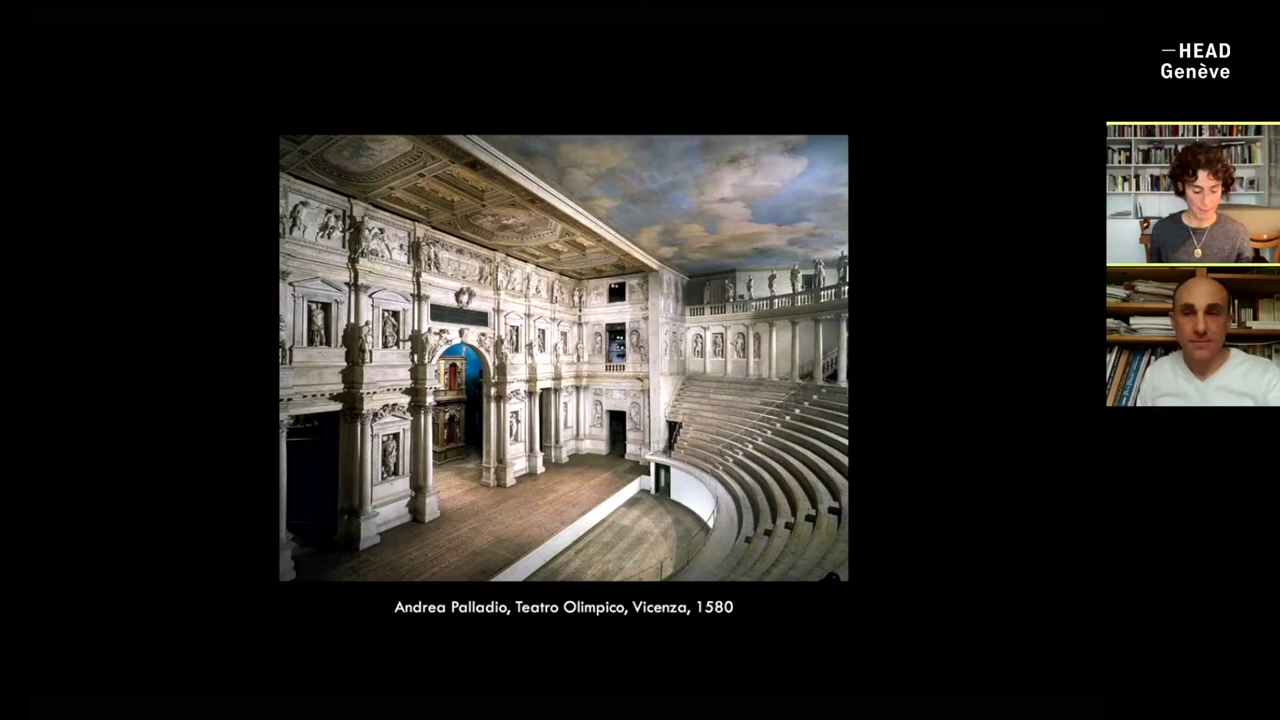 —HEAD
Genève
Andrea Palladio, Teatro Olimpico, Vicenza, 1580